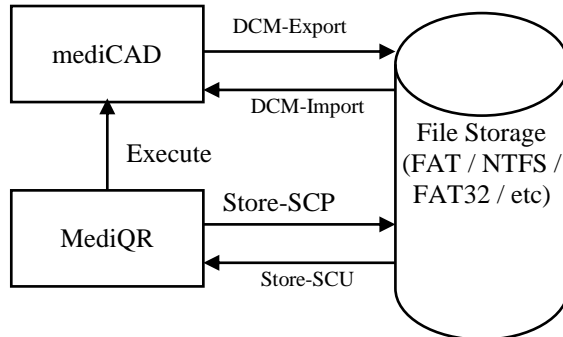 DCM-Export
mediCAD
DCM-Import
File Storage
(FAT / NTFS /
FAT32 / etc)
Execute
Store-SCP
MediQR
Store-SCU